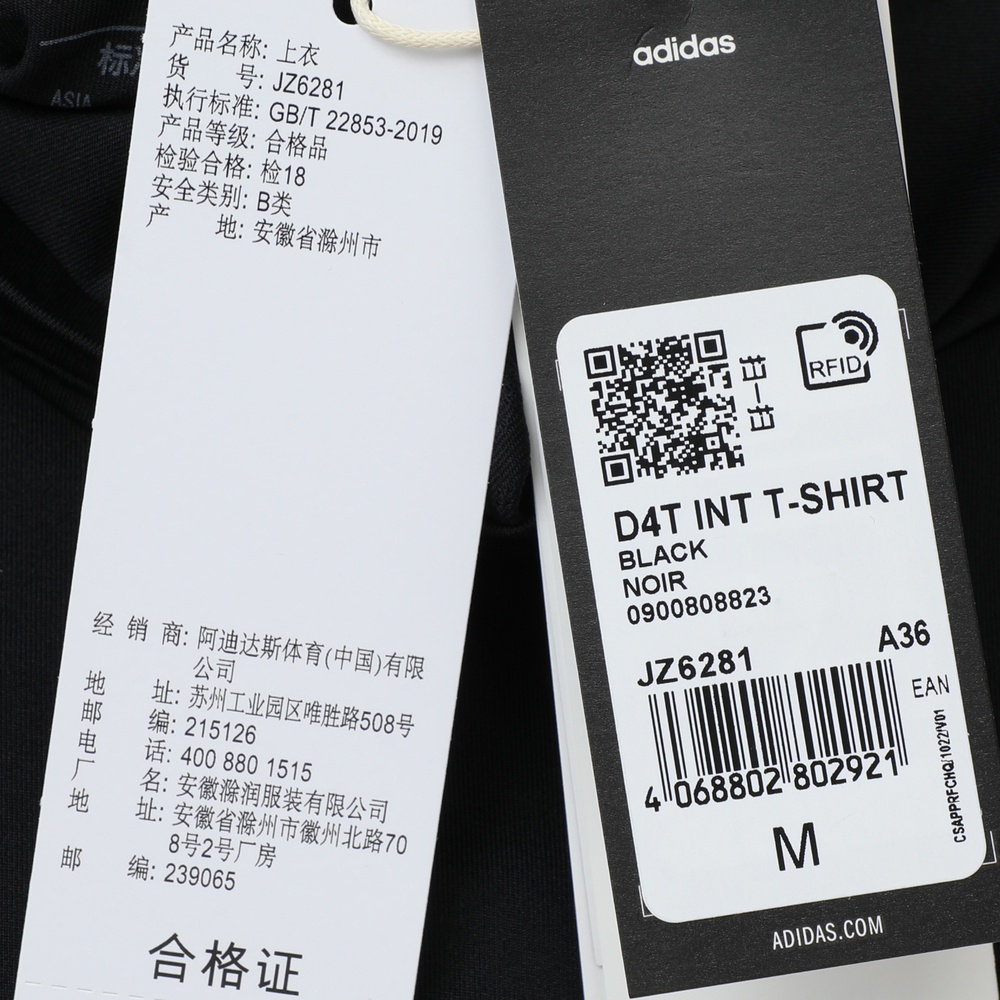 标准
ASIA
产品名称: 上衣
货 号: JZ6281
执行标准: GB/T 22853-2019
产品等级: 合格品
检验合格: 检18
安全类别: B类
产 地: 安徽省滁州市
经 销 商: 阿迪达斯体育(中国)有限
公司
地 址: 苏州工业园区唯胜路508号
邮 编: 215126
电 话: 400 880 1515
厂 名: 安徽滁润服装有限公司
地 址: 安徽省滁州市徽州北路70
8号2号厂房
邮 编: 239065
合格证
adidas
RFID
D4T INT T-SHIRT
BLACK
NOIR
0900808823
JZ6281
A36
EAN
4 068802 802921
CSAPPRFCHQ/1022/V01
M
ADIDAS.COM